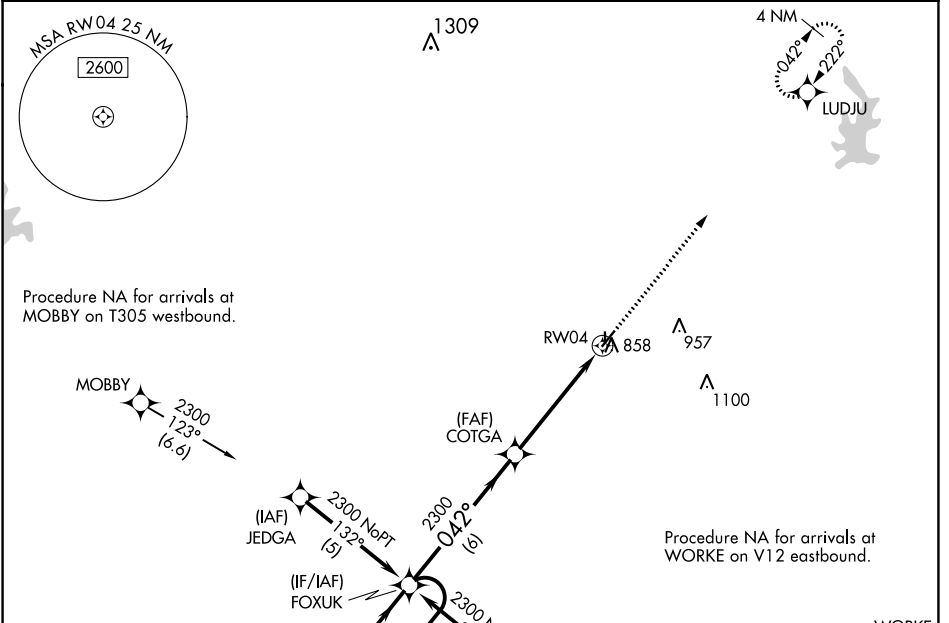 MSA RW04 25 NM
2600
1309
4 NM
042°
222°
LUDJU
Procedure NA for arrivals at
MOBBY on T305 westbound.
RW04
858
957
1100
MOBBY
2300
123°
(6.6)
(FAF)
COTGA
(IAF)
JEDGA
2300 NoPT
132°
(5)
2300
042°
(6)
Procedure NA for arrivals at
WORKE on V12 eastbound.
(IF/IAF)
FOXUK
2300
WORKE